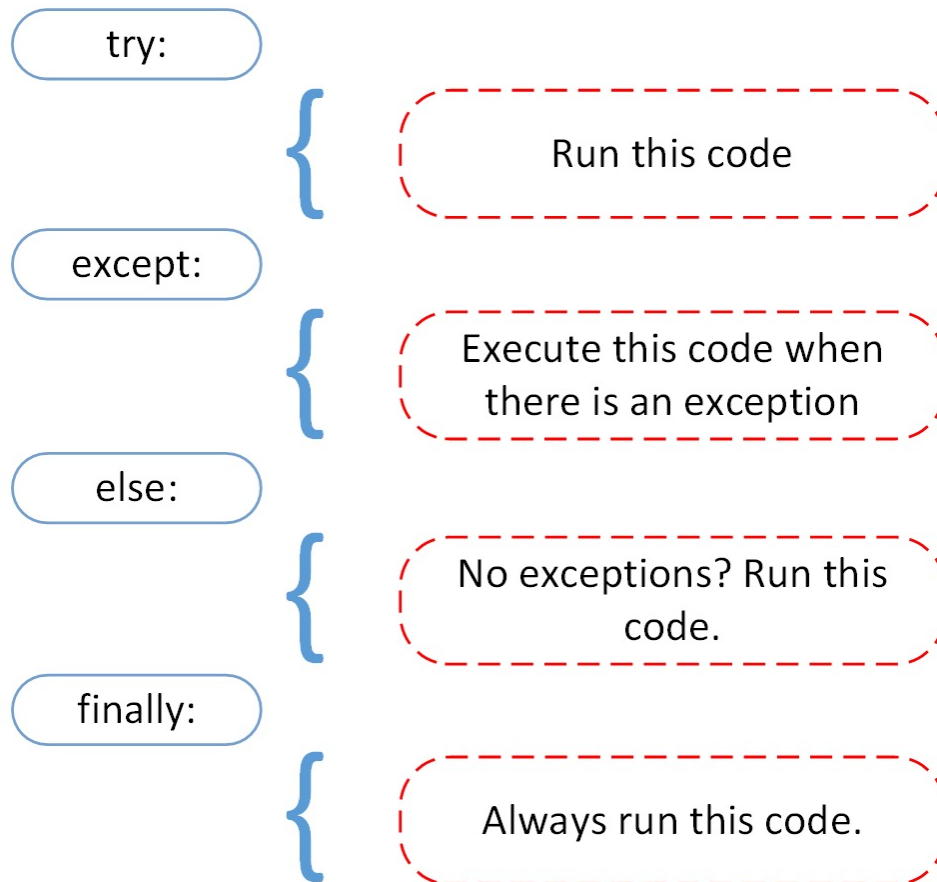 try:
Run this code
except:
Execute this code when
there is an exception
else:
No exceptions? Run this
code.
finally:
Always run this code.